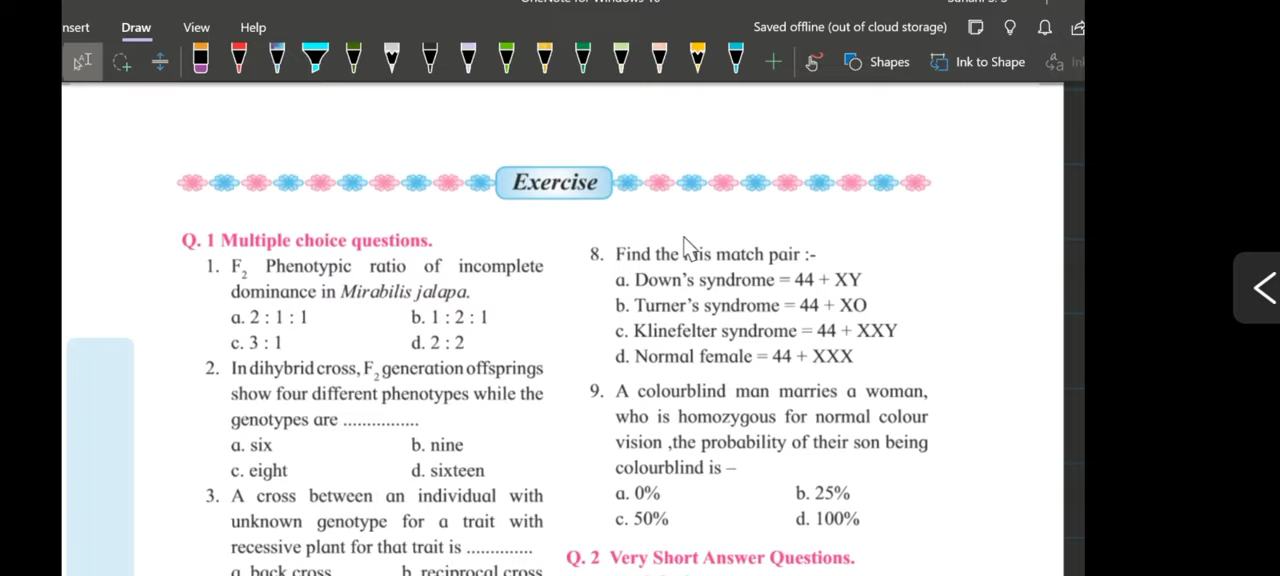 nsert Draw View Help
Saved offline (out of cloud storage)
Shapes Ink to Shape
Exercise
Q. 1 Multiple choice questions.
1. F2 Phenotypic ratio of incomplete
dominance in Mirabilis jalapa.
a. 2 : 1 : 1 b. 1 : 2 : 1
c. 3 : 1 d. 2 : 2
2. In dihybrid cross, F2 generation offsprings
show four different phenotypes while the
genotypes are ...............
a. six b. nine
c. eight d. sixteen
3. A cross between an individual with
unknown genotype for a trait with
recessive plant for that trait is .............
a. back cross b. reciprocal cross
8. Find the mis match pair :-
a. Down's syndrome = 44 + XY
b. Turner's syndrome = 44 + XO
c. Klinefelter syndrome = 44 + XXY
d. Normal female = 44 + XXX
9. A colourblind man marries a woman,
who is homozygous for normal colour
vision ,the probability of their son being
colourblind is –
a. 0% b. 25%
c. 50% d. 100%
Q. 2 Very Short Answer Questions.